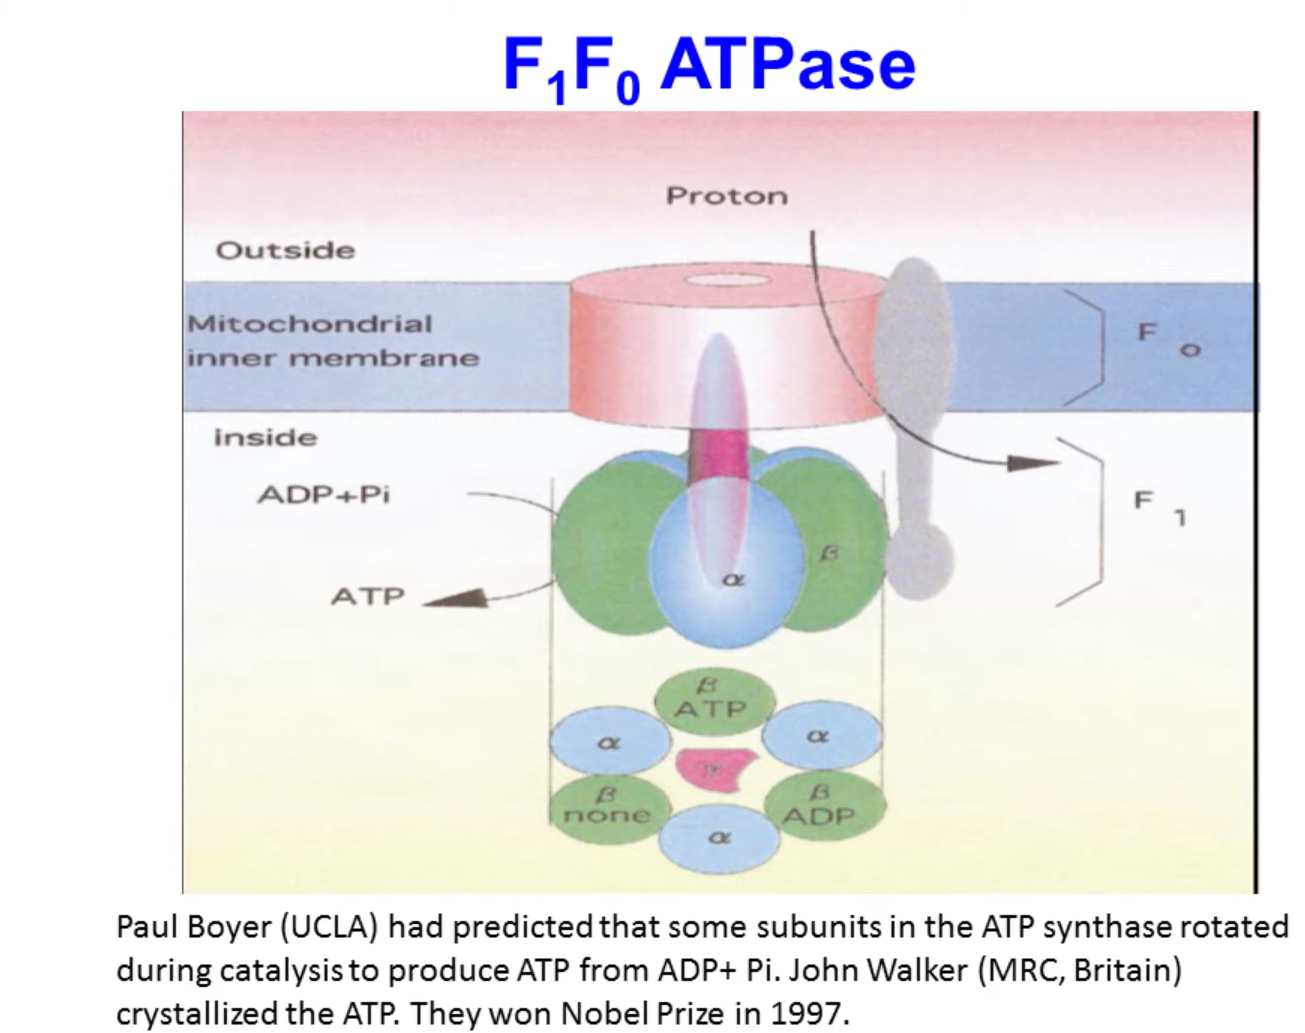 F₁F₀ ATPase
Proton
Outside
Mitochondrial
inner membrane
F o
inside
ADP+Pi
F 1
β
α
ATP
β
ATP
α
α
γ
β
none
β
ADP
α
Paul Boyer (UCLA) had predicted that some subunits in the ATP synthase rotated
during catalysis to produce ATP from ADP+ Pi. John Walker (MRC, Britain)
crystallized the ATP. They won Nobel Prize in 1997.